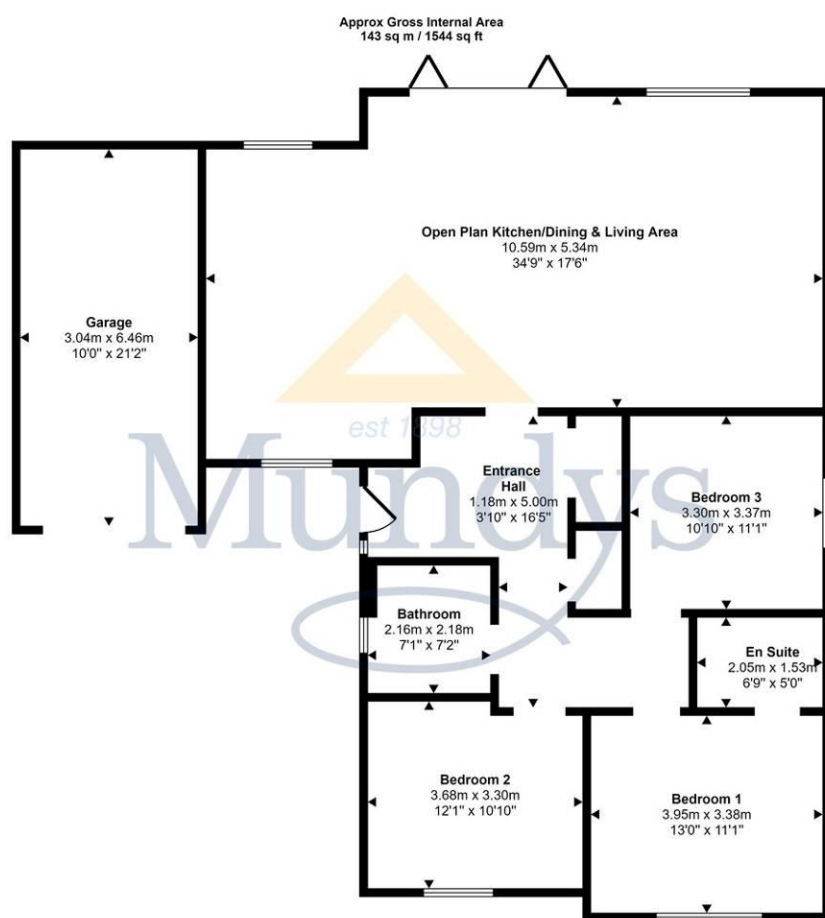 Approx Gross Internal Area
143 sq m / 1544 sq ft
Open Plan Kitchen/Dining & Living Area
10.59m x 5.34m
34'9" x 17'6"
Garage
3.04m x 6.46m
10'0" x 21'2"
est 1898
Mundys
Entrance
Hall
1.18m x 5.00m
3'10" x 16'5"
Bedroom 3
3.30m x 3.37m
10'10" x 11'1"
Bathroom
2.16m x 2.18m
7'1" x 7'2"
En Suite
2.05m x 1.53m
6'9" x 5'0"
Bedroom 2
3.68m x 3.30m
12'1" x 10'10"
Bedroom 1
3.95m x 3.38m
13'0" x 11'1"